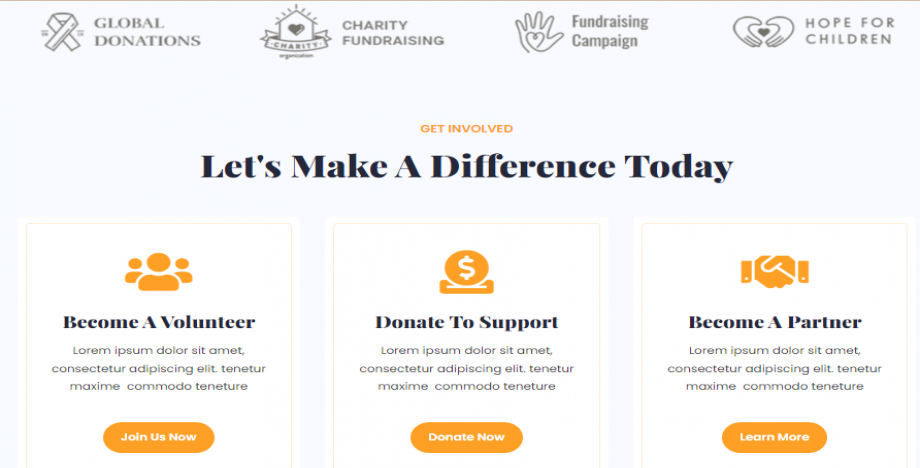 GLOBAL
DONATIONS
CHARITY
organization
CHARITY
FUNDRAISING
Fundraising
Campaign
HOPE FOR
CHILDREN
GET INVOLVED
Let's Make A Difference Today
Become A Volunteer
Lorem ipsum dolor sit amet,
consectetur adipiscing elit. tenetur
maxime commodo teneture
Join Us Now
$
Donate To Support
Lorem ipsum dolor sit amet,
consectetur adipiscing elit. tenetur
maxime commodo teneture
Donate Now
Become A Partner
Lorem ipsum dolor sit amet,
consectetur adipiscing elit. tenetur
maxime commodo teneture
Learn More